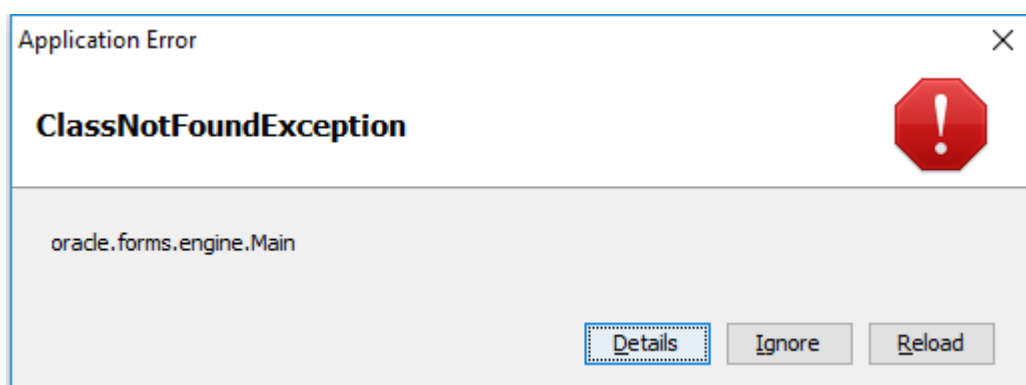 Application Error
ClassNotFoundException
oracle.forms.engine.Main
Details Ignore Reload